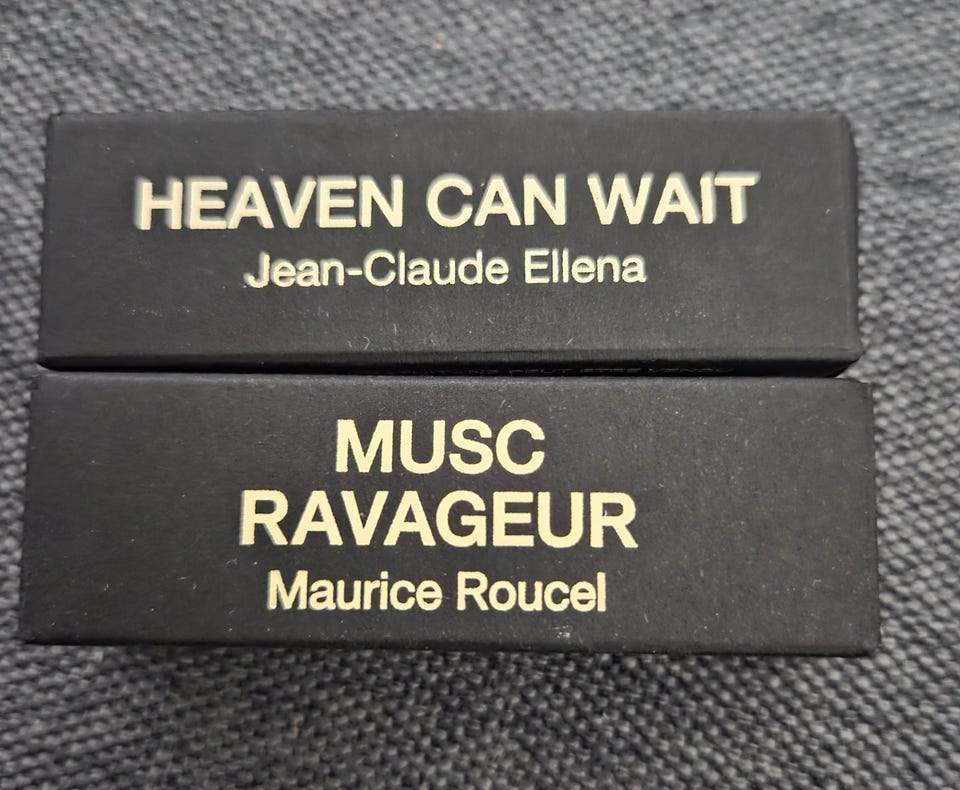 HEAVEN CAN WAIT
Jean-Claude Ellena
MUSC
RAVAGEUR
Maurice Roucel